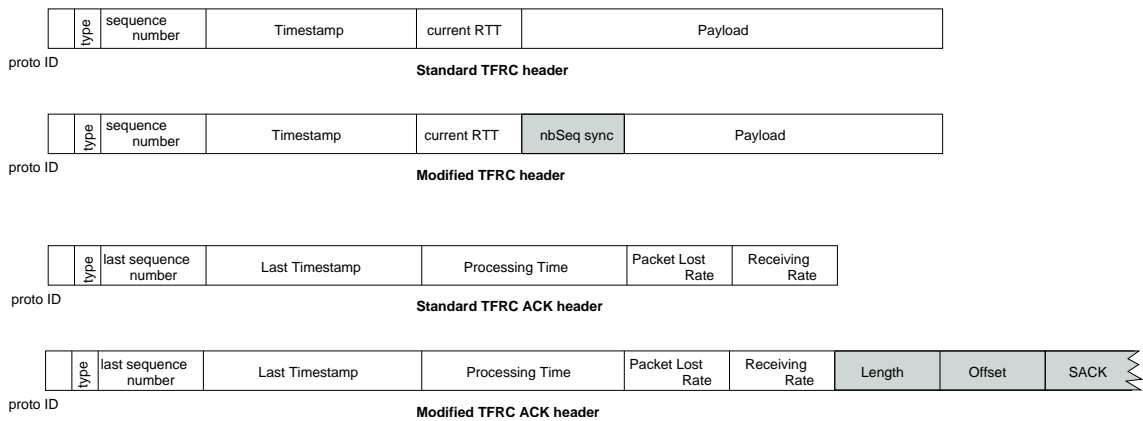 type
sequence
number
Timestamp
current RTT
Payload
proto ID
Standard TFRC header
type
sequence
number
Timestamp
current RTT
nbSeq sync
Payload
proto ID
Modified TFRC header
type
last sequence
number
Last Timestamp
Processing Time
Packet Lost
Rate
Receiving
Rate
proto ID
Standard TFRC ACK header
type
last sequence
number
Last Timestamp
Processing Time
Packet Lost
Rate
Receiving
Rate
Length
Offset
SACK
proto ID
Modified TFRC ACK header